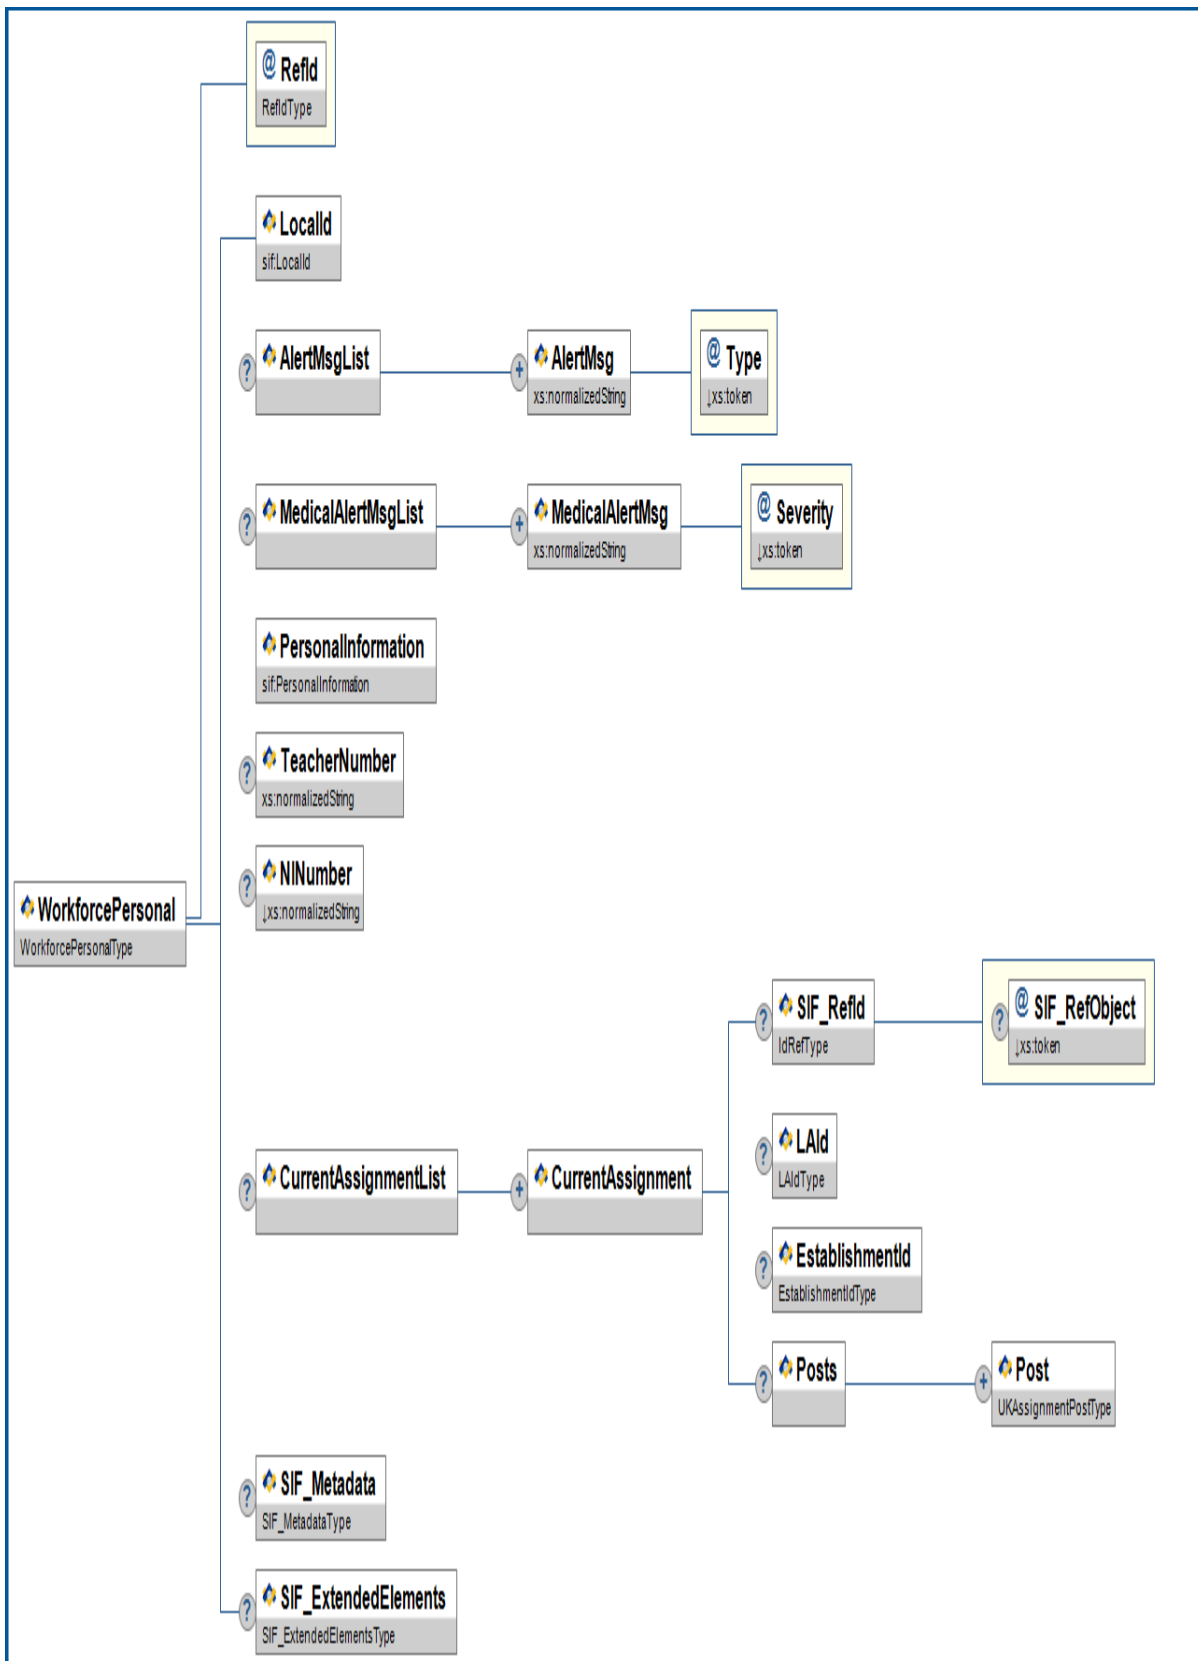 @ RefId
RefIdType
LocalId
sif:LocalId
? AlertMsgList
+ AlertMsg
xs:normalizedString
@ Type
↓xs:token
? MedicalAlertMsgList
+ MedicalAlertMsg
xs:normalizedString
@ Severity
↓xs:token
PersonalInformation
sif:PersonalInformation
? TeacherNumber
xs:normalizedString
? NINumber
↓xs:normalizedString
WorkforcePersonal
WorkforcePersonalType
? SIF_RefId
IdRefType
? @ SIF_RefObject
↓xs:token
? LAId
LAIdType
? CurrentAssignmentList
+ CurrentAssignment
? EstablishmentId
EstablishmentIdType
? Posts
+ Post
UKAssignmentPostType
? SIF_Metadata
SIF_MetadataType
? SIF_ExtendedElements
SIF_ExtendedElementsType